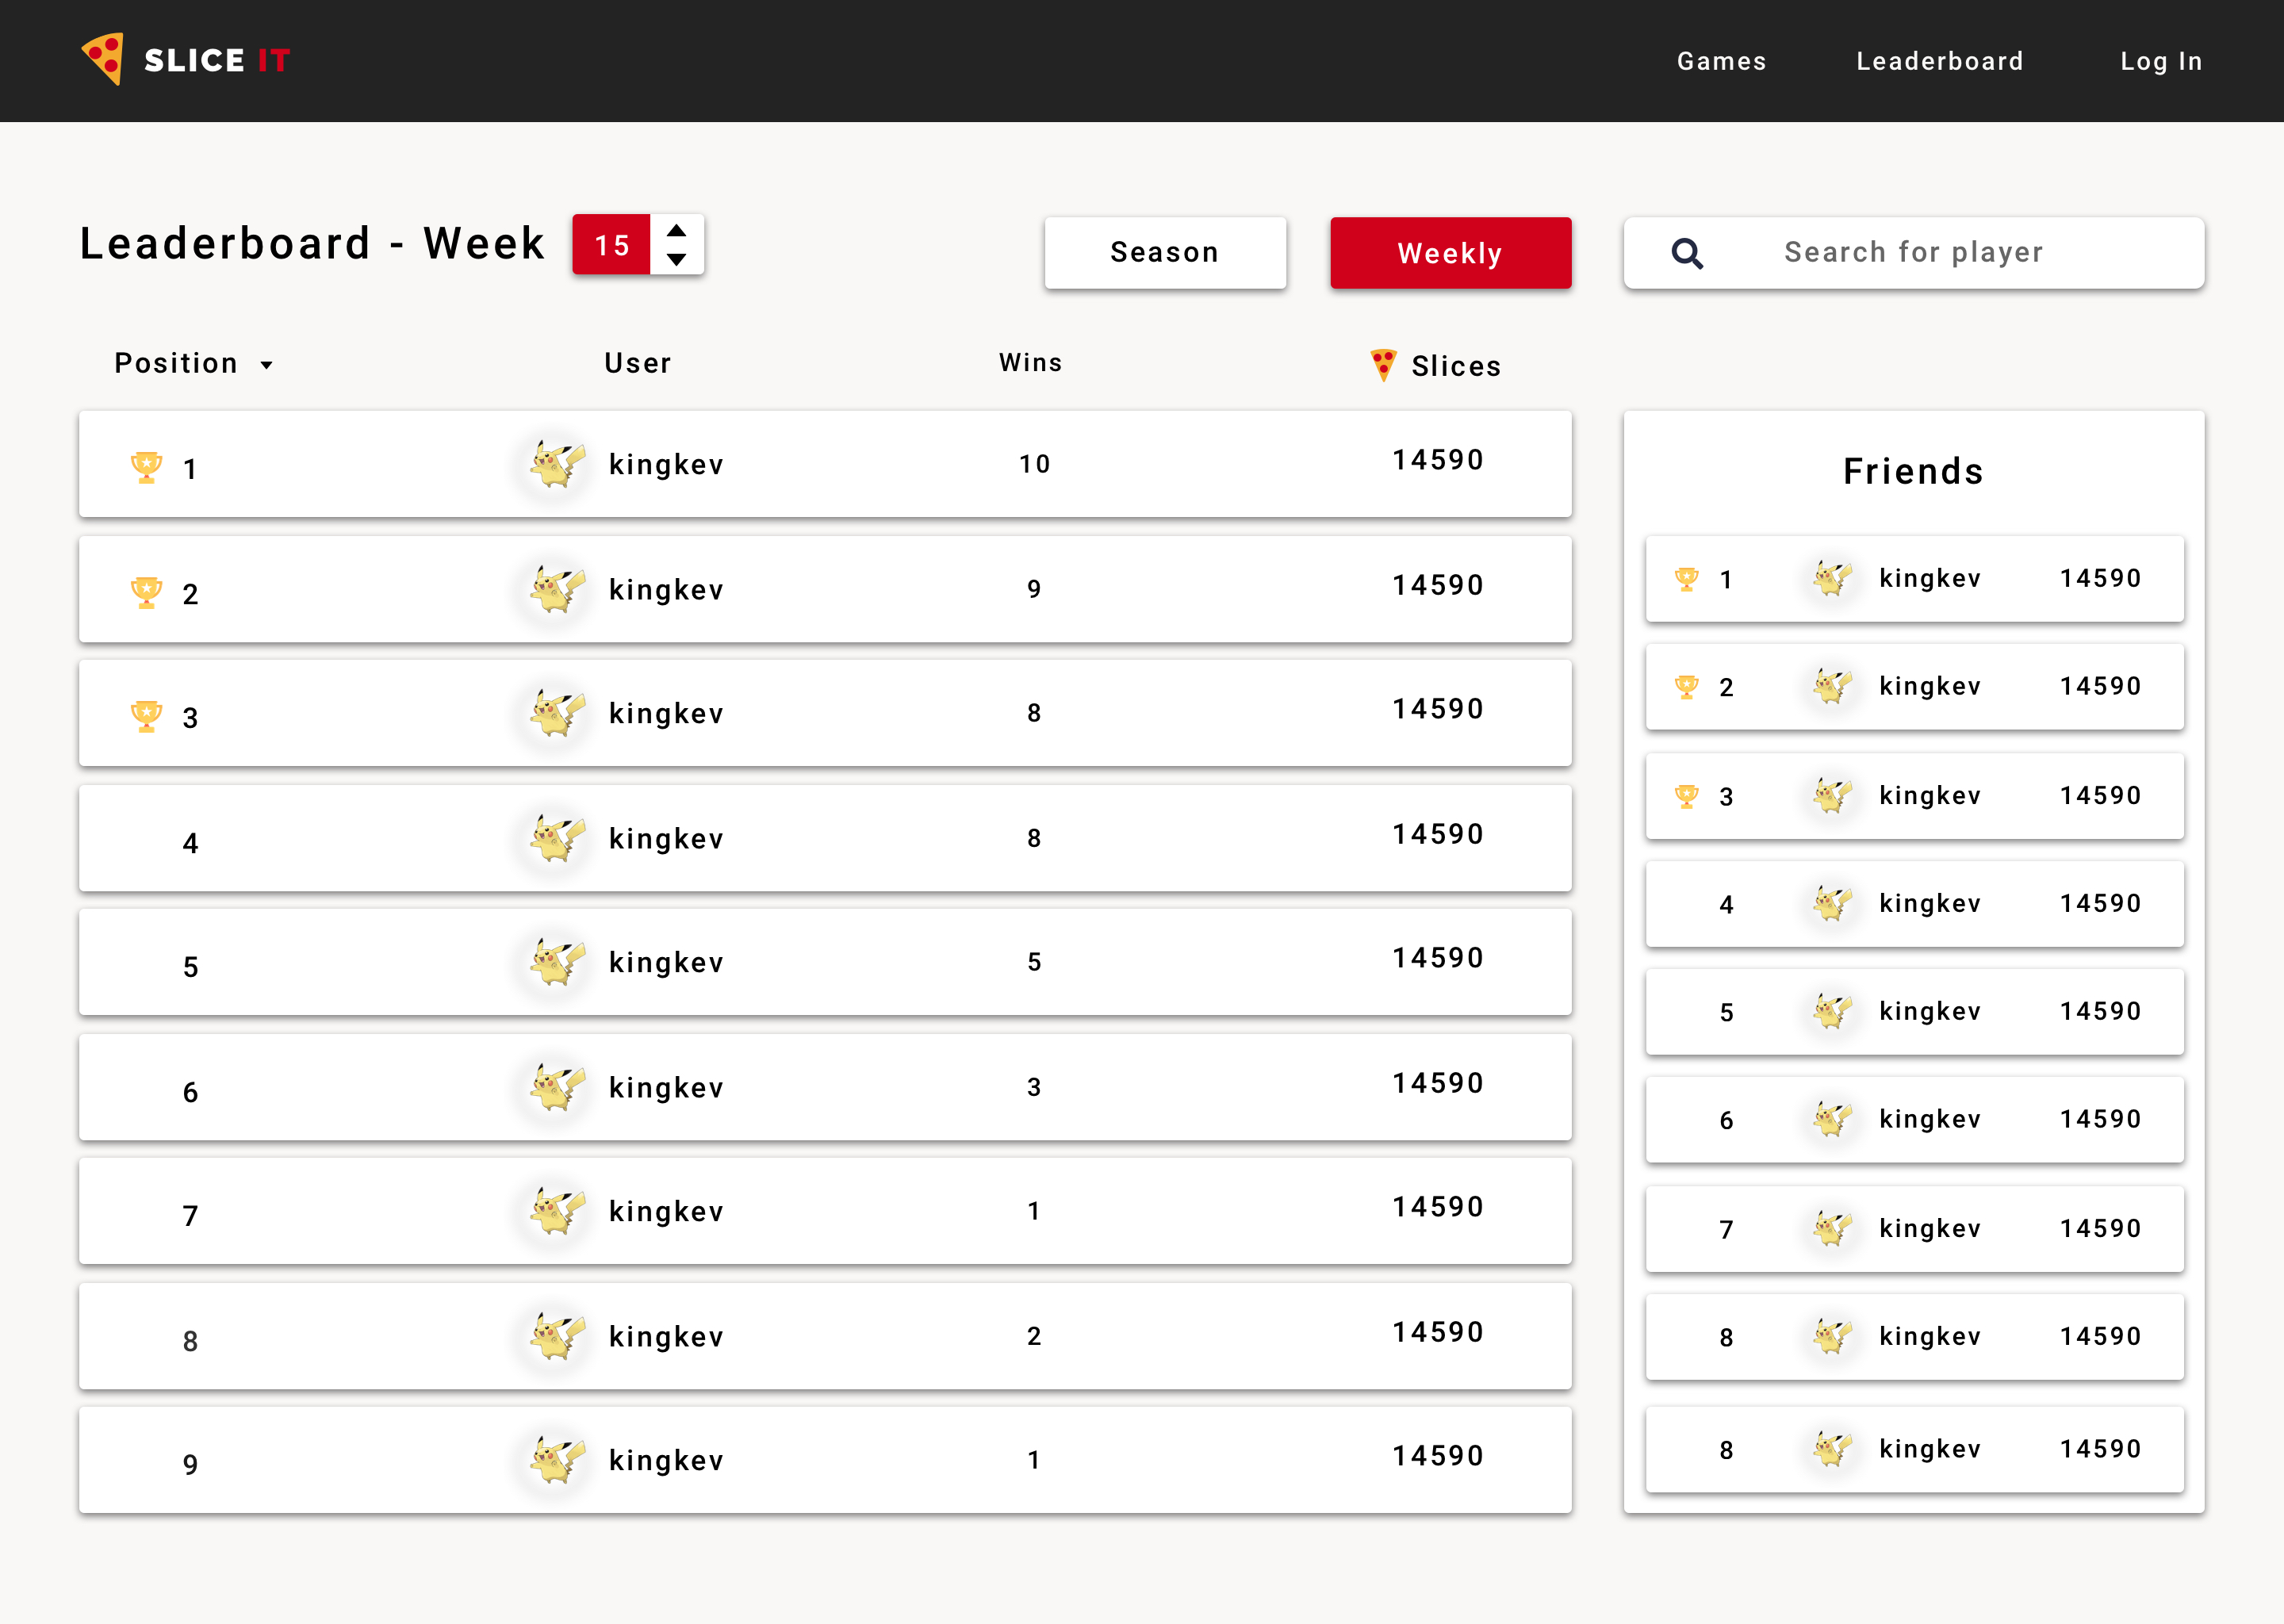 SLICE IT
Games Leaderboard Log In
Leaderboard - Week 15
Season Weekly Search for player
Position User Wins Slices
1 kingkev 10 14590
2 kingkev 9 14590
3 kingkev 8 14590
4 kingkev 8 14590
5 kingkev 5 14590
6 kingkev 3 14590
7 kingkev 1 14590
8 kingkev 2 14590
9 kingkev 1 14590
Friends
1 kingkev 14590
2 kingkev 14590
3 kingkev 14590
4 kingkev 14590
5 kingkev 14590
6 kingkev 14590
7 kingkev 14590
8 kingkev 14590
8 kingkev 14590